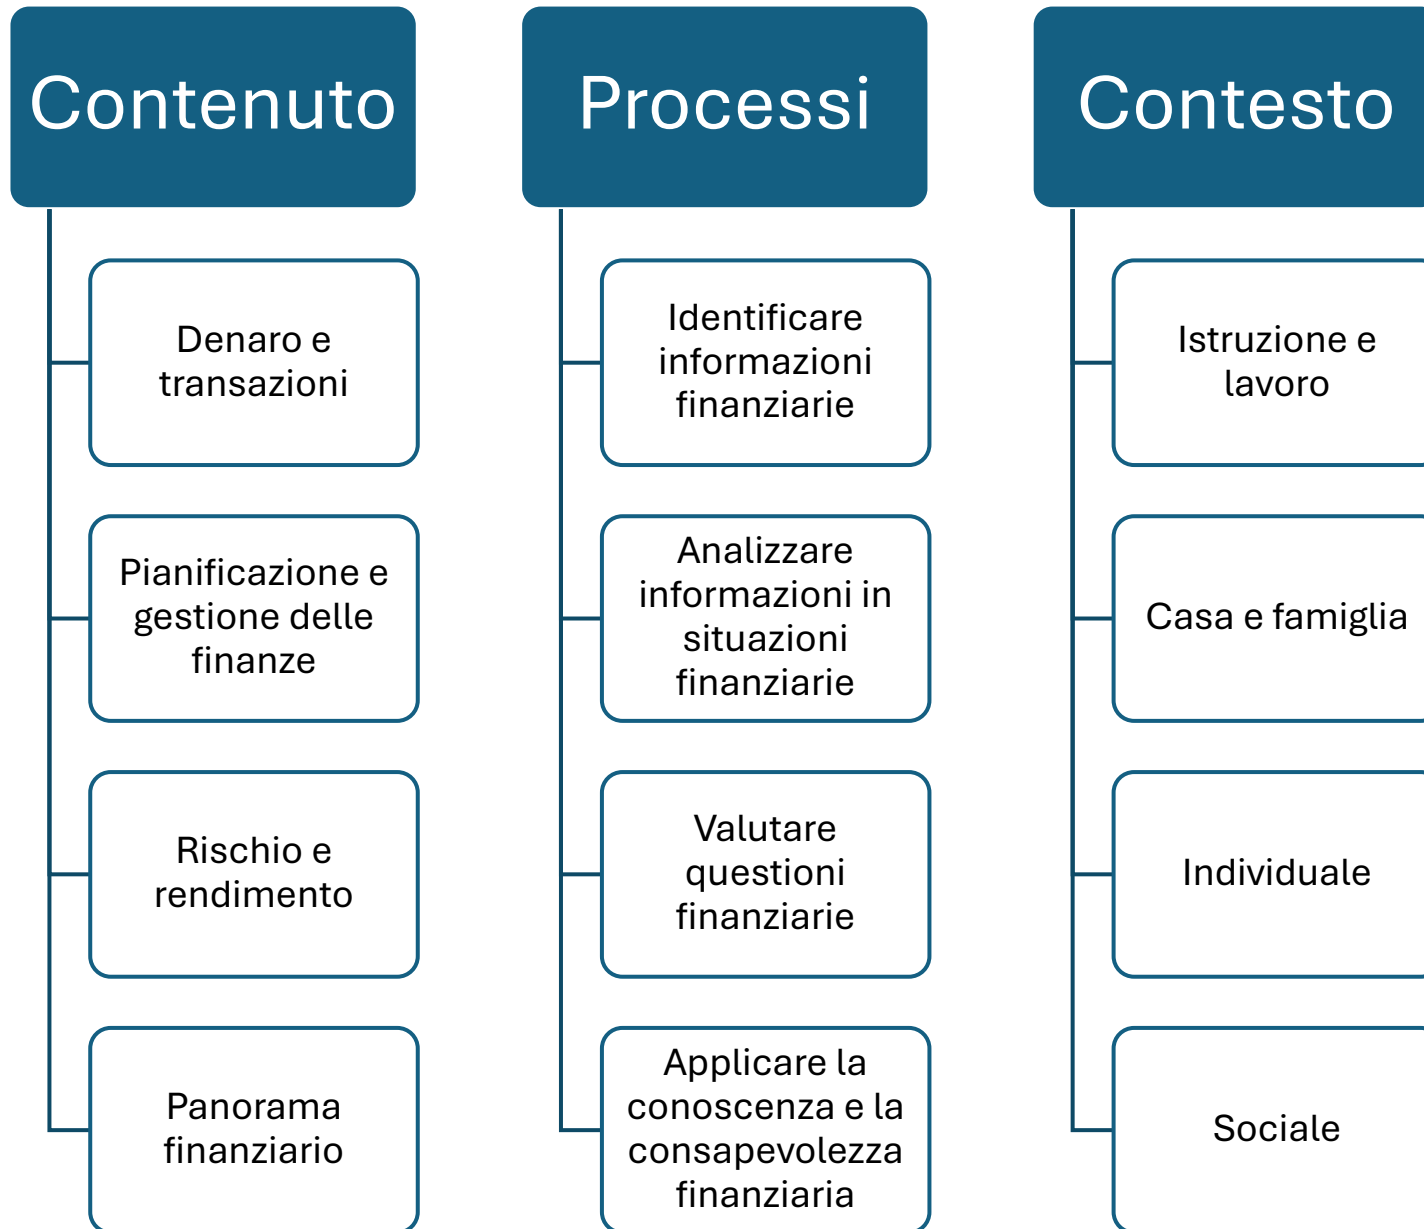 Contenuto
Denaro e
transazioni
Pianificazione e
gestione delle
finanze
Rischio e
rendimento
Panorama
finanziario
Processi
Identificare
informazioni
finanziarie
Analizzare
informazioni in
situazioni
finanziarie
Valutare
questioni
finanziarie
Applicare la
conoscenza e la
consapevolezza
finanziaria
Contesto
Istruzione e
lavoro
Casa e famiglia
Individuale
Sociale